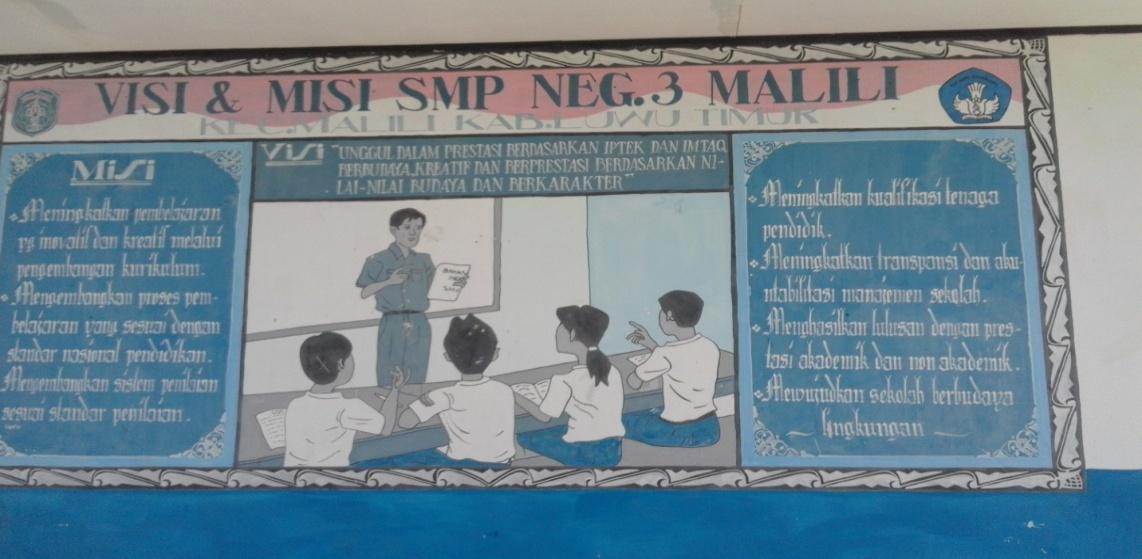 VISI & MISI SMP NEG.3 MALILI
KEC.MALILI KAB.LUWU TIMUR
MiSi
Meningkatkan pembelajaran
yg inovatif dan kreatif melalui
pengembangan kurikulum.
Mengembangkan proses pem-
belajaran yang sesuai dengan
standar nasional pendidikan.
Mengembangkan sistem penilaian
sesuai standar penilaian.
ViSi "UNGGUL DALAM PRESTASI BERDASARKAN IPTEK DAN IMTAQ
BERBUDAYA, KREATIF DAN BERPRESTASI BERDASARKAN NI-
LAI-NILAI BUDAYA DAN BERKARAKTER"
Meningkatkan kualifikasi tenaga
pendidik.
Meningkatkan transpansi dan aku-
ntabilitasi manajemen sekolah.
Menghasilkan lulusan dengan pres-
tasi akademik dan non akademik.
Mewujudkan sekolah berbudaya
lingkungan